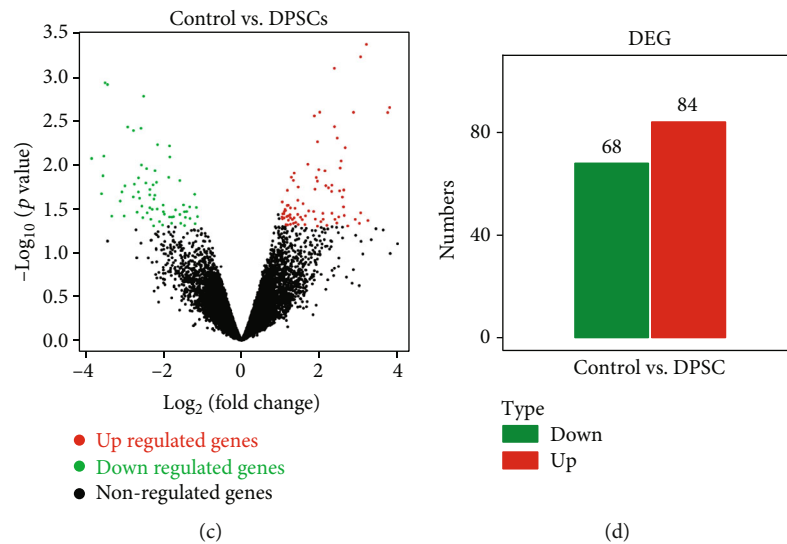 Control vs. DPSCs
3.5
3.0
2.5
2.0
1.5
1.0
0.5
0.0
−Log10 (p value)
−4 −2 0 2 4
Log2 (fold change)
Up regulated genes
Down regulated genes
Non-regulated genes
(c)
DEG
68
84
80
40
0
Numbers
Control vs. DPSC
Type
Down
Up
(d)